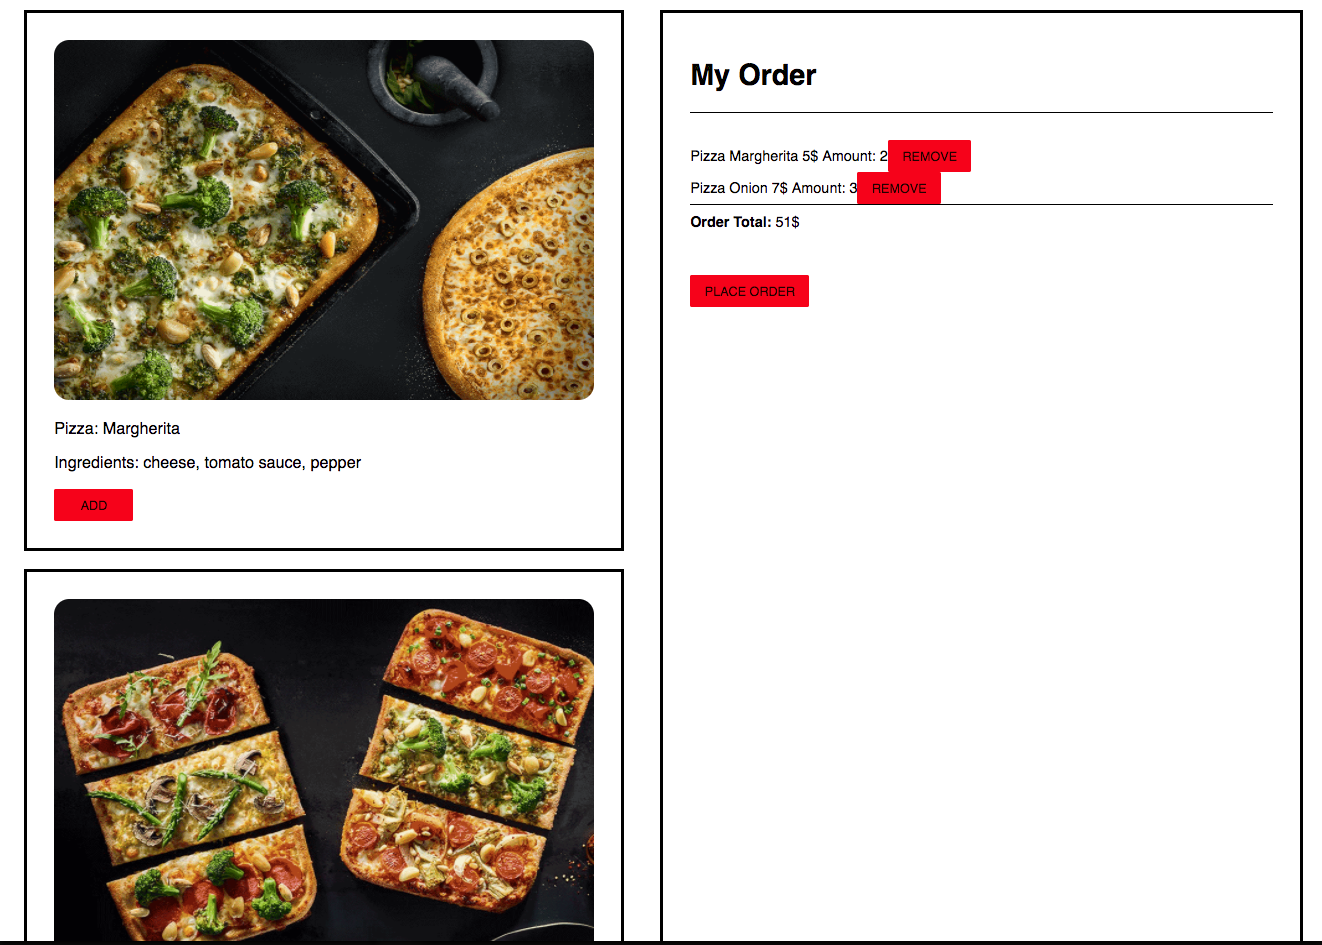 Pizza: Margherita
Ingredients: cheese, tomato sauce, pepper
ADD
My Order
Pizza Margherita 5$ Amount: 2 REMOVE
Pizza Onion 7$ Amount: 3 REMOVE
Order Total: 51$
PLACE ORDER